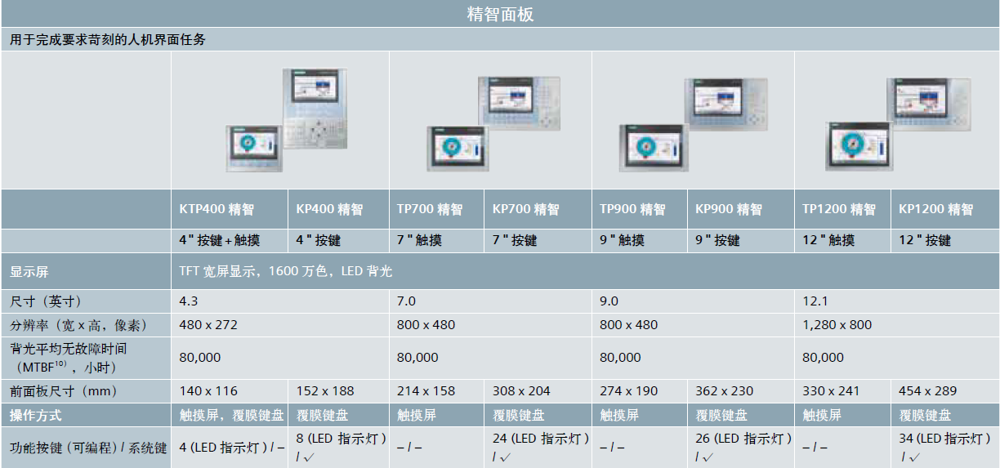 精智面板
用于完成要求苛刻的人机界面任务
KTP400 精智 KP400 精智 TP700 精智 KP700 精智 TP900 精智 KP900 精智 TP1200 精智 KP1200 精智
4 " 按键 + 触摸 4 " 按键 7 " 触摸 7 " 按键 9 " 触摸 9 " 按键 12 " 触摸 12 " 按键
显示屏 TFT 宽屏显示，1600 万色，LED 背光
尺寸（英寸） 4.3 7.0 9.0 12.1
分辨率（宽 x 高，像素） 480 x 272 800 x 480 800 x 480 1,280 x 800
背光平均无故障时间
（MTBF10），小时） 80,000 80,000 80,000 80,000
前面板尺寸（mm） 140 x 116 152 x 188 214 x 158 308 x 204 274 x 190 362 x 230 330 x 241 454 x 289
操作方式 触摸屏，覆膜键盘 覆膜键盘 触摸屏 覆膜键盘 触摸屏 覆膜键盘 触摸屏 覆膜键盘
功能按键（可编程）/ 系统键 4 (LED 指示灯) / – 8 (LED 指示灯) / √ – / – 24 (LED 指示灯) / √ – / – 26 (LED 指示灯) / √ – / – 34 (LED 指示灯) / √